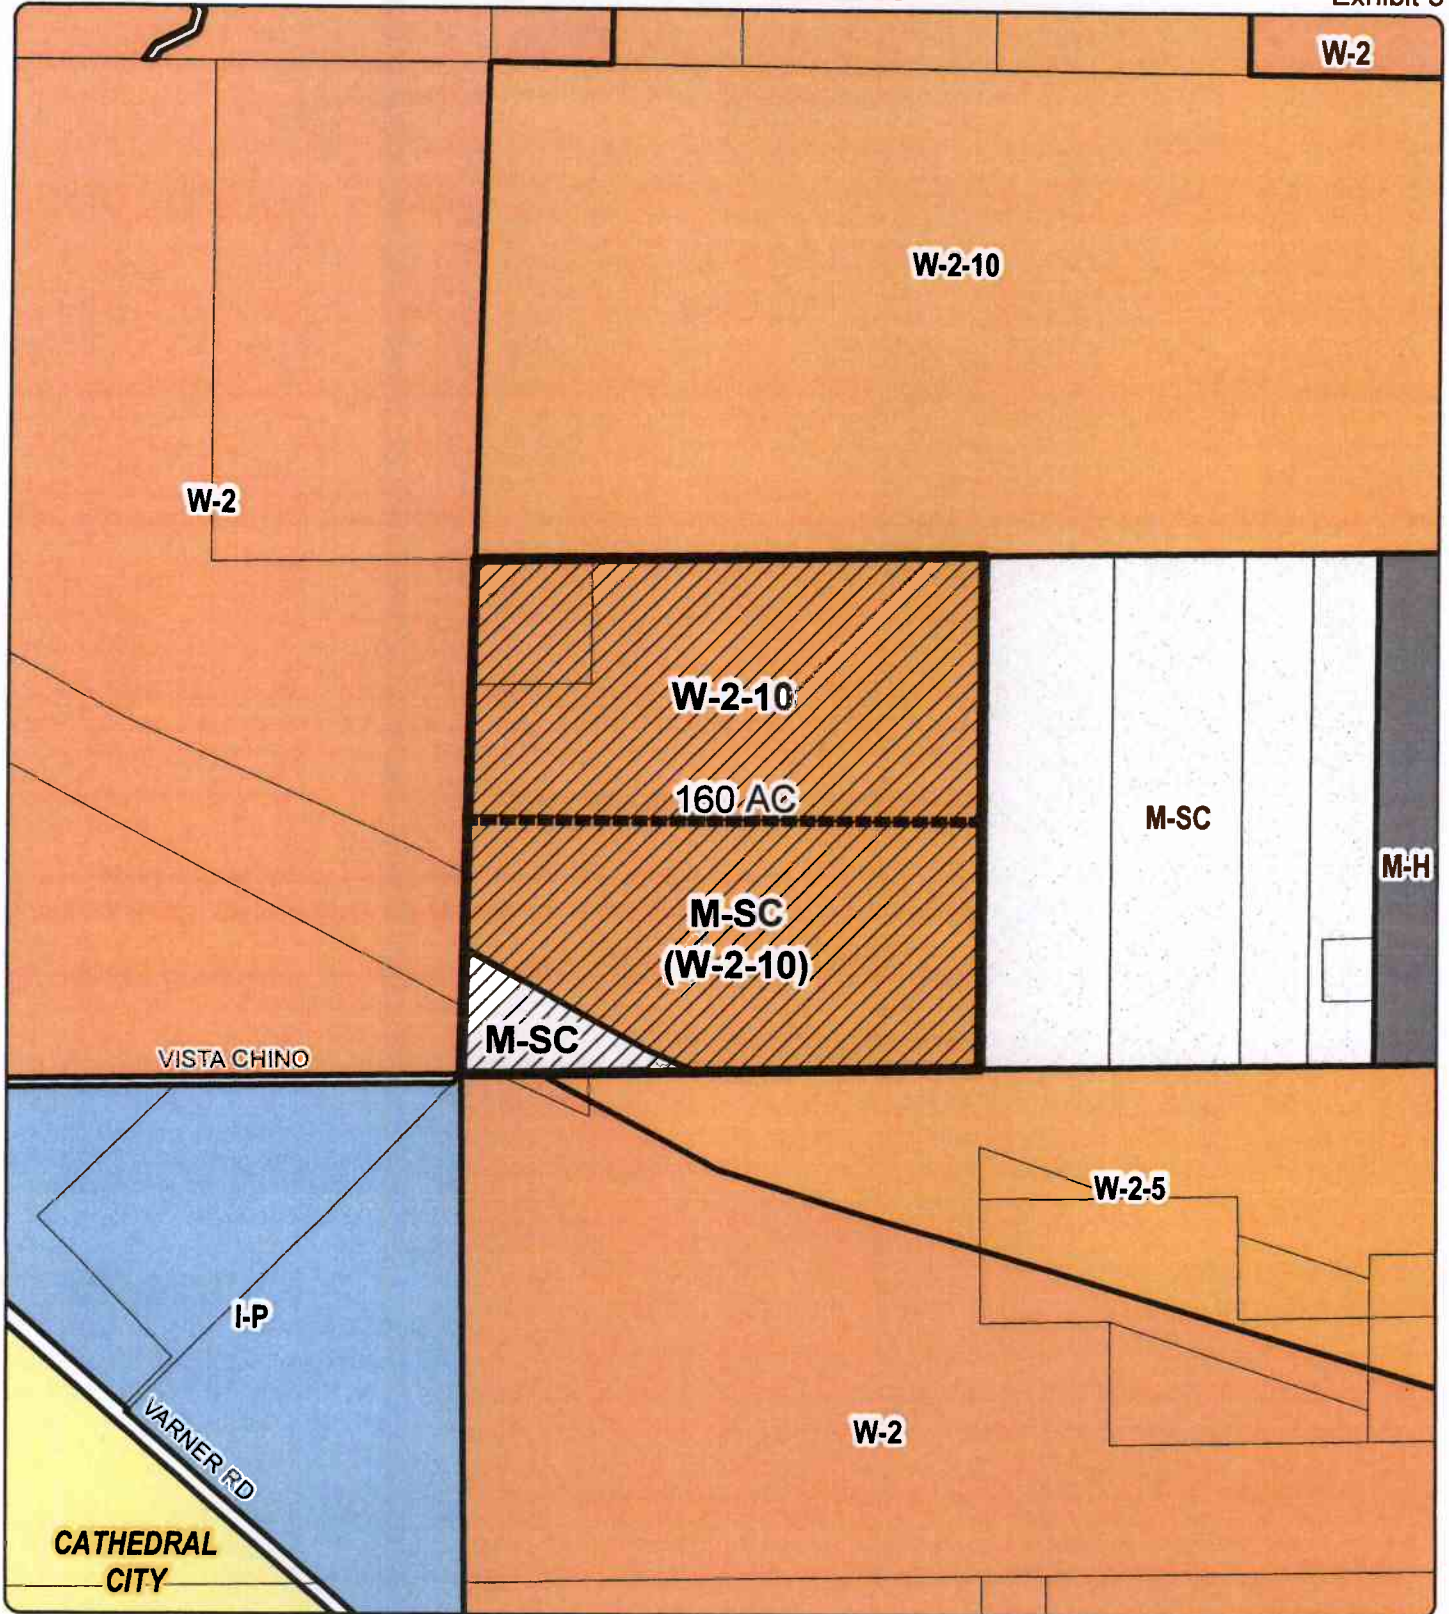 W-2
W-2-10
W-2
W-2-10
160 AC
M-SC
M-H
M-SC
(W-2-10)
M-SC
VISTA CHINO
W-2-5
I-P
VARNER RD
W-2
CATHEDRAL
CITY